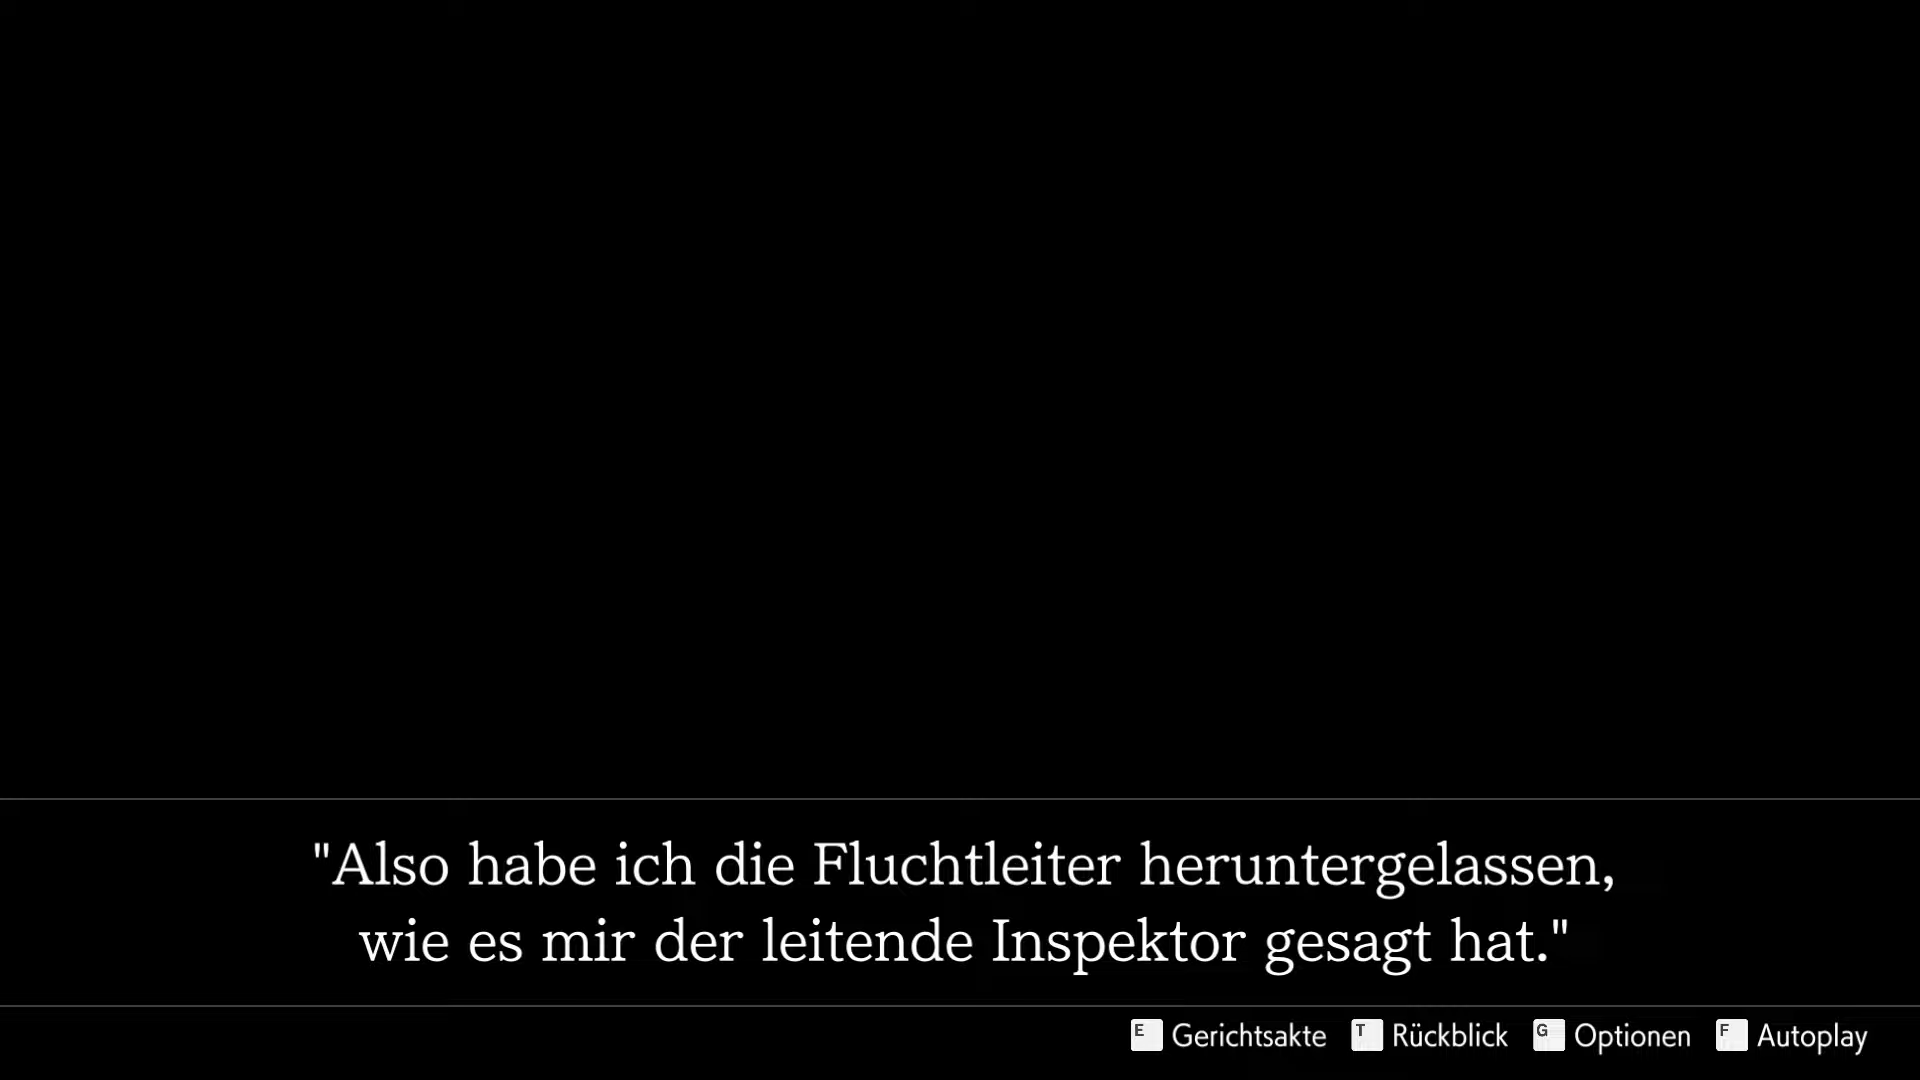 "Also habe ich die Fluchtleiter heruntergelassen,
wie es mir der leitende Inspektor gesagt hat."
E Gerichtsakte T Rückblick G Optionen F Autoplay